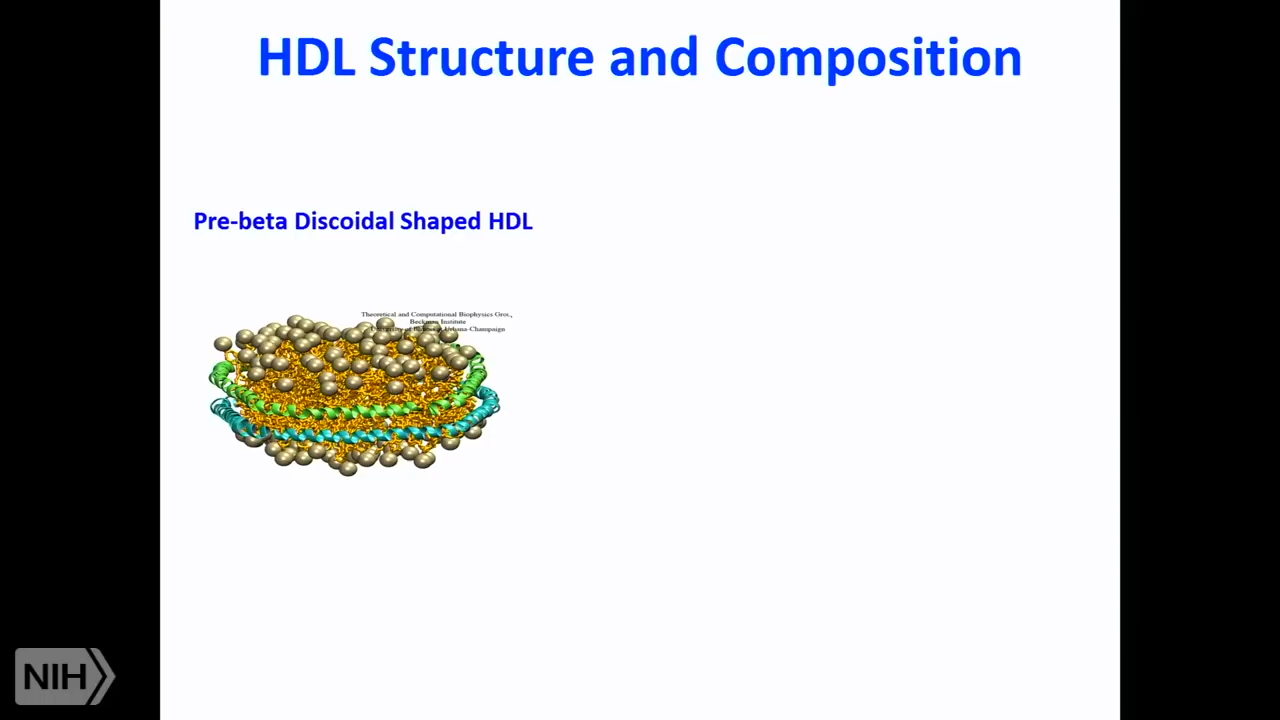 HDL Structure and Composition
Pre-beta Discoidal Shaped HDL
Theoretical and Computational Biophysics Gros.,
Beckman Institute
University of Illinois at Urbana-Champaign
NIH